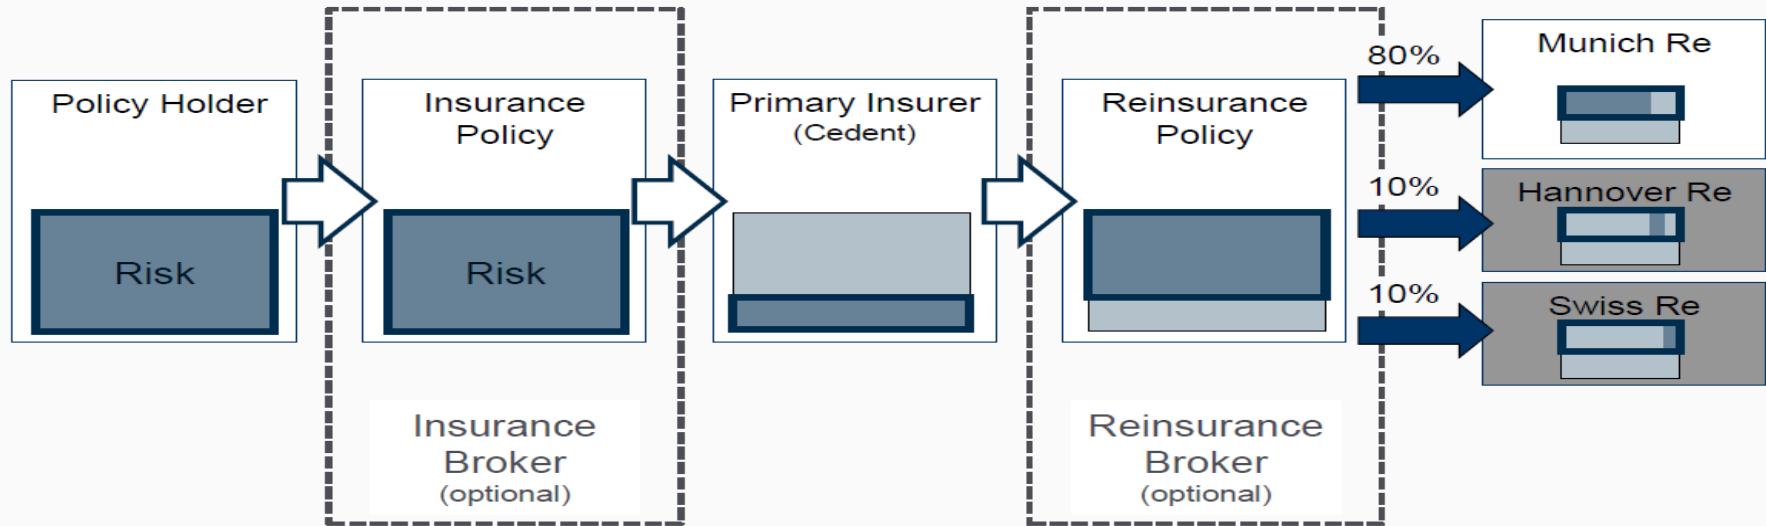 Policy Holder
Risk
Insurance
Policy
Risk
Insurance
Broker
(optional)
Primary Insurer
(Cedent)
Reinsurance
Policy
Reinsurance
Broker
(optional)
80%
Munich Re
10%
Hannover Re
10%
Swiss Re